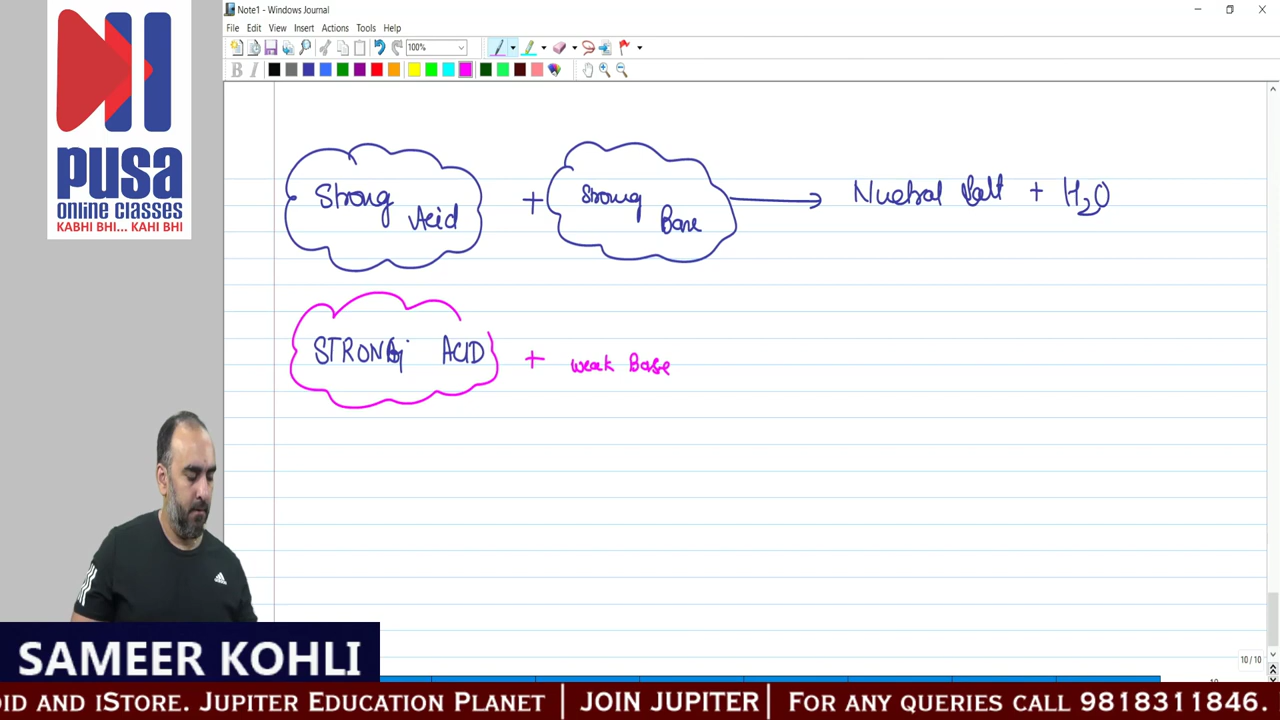 Note1 - Windows Journal
File Edit View Insert Actions Tools Help
100%
B I
PUSA
ONLINE CLASSES
KABHI BHI... KAHI BHI
Strong Acid + Strong Base → Nuetral Salt + H₂O
STRONG ACID + weak Base
10/10
SAMEER KOHLI
OID AND ISTORE. JUPITER EDUCATION PLANET | JOIN JUPITER | FOR ANY QUERIES CALL 9818311846.